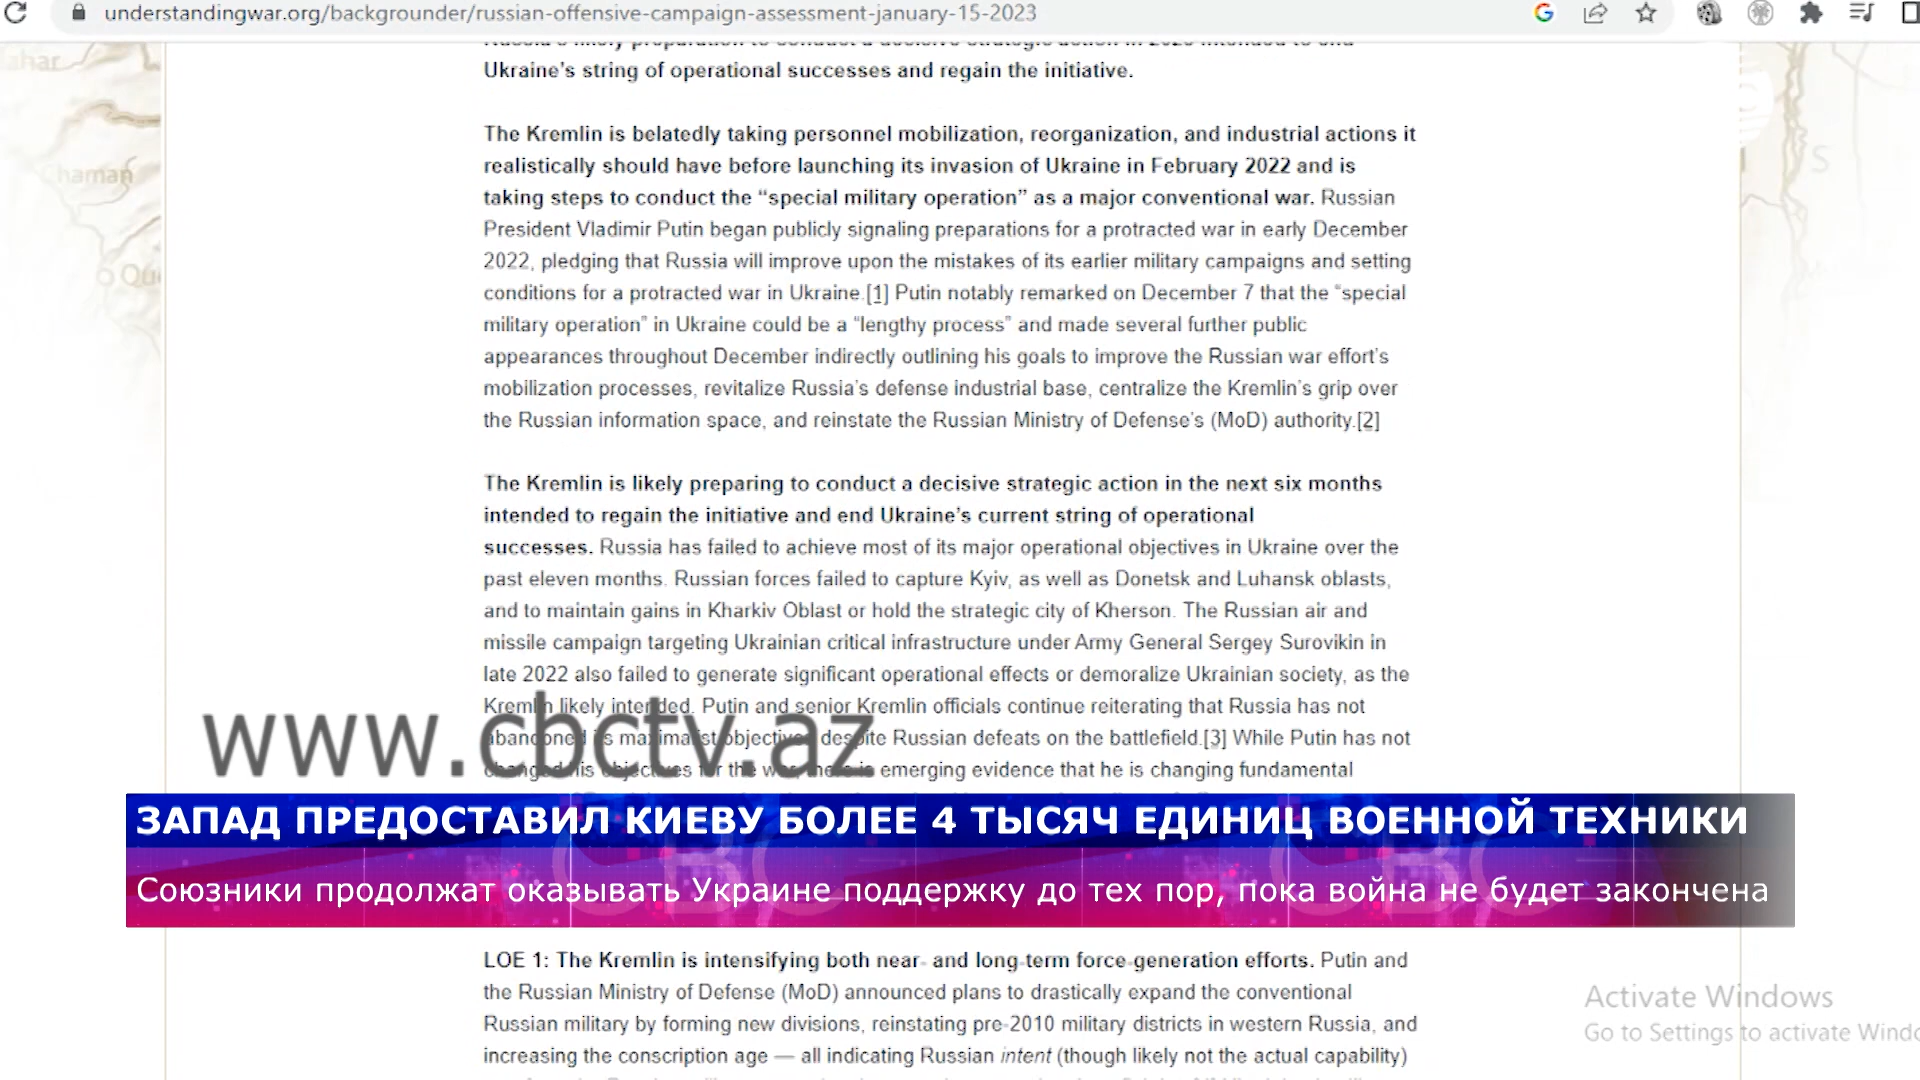 understandingwar.org/backgrounder/russian-offensive-campaign-assessment-january-15-2023
Ukraine's string of operational successes and regain the initiative.
The Kremlin is belatedly taking personnel mobilization, reorganization, and industrial actions it
realistically should have before launching its invasion of Ukraine in February 2022 and is
taking steps to conduct the “special military operation” as a major conventional war. Russian
President Vladimir Putin began publicly signaling preparations for a protracted war in early December
2022, pledging that Russia will improve upon the mistakes of its earlier military campaigns and setting
conditions for a protracted war in Ukraine.[1] Putin notably remarked on December 7 that the “special
military operation” in Ukraine could be a “lengthy process” and made several further public
appearances throughout December indirectly outlining his goals to improve the Russian war effort's
mobilization processes, revitalize Russia's defense industrial base, centralize the Kremlin's grip over
the Russian information space, and reinstate the Russian Ministry of Defense's (MoD) authority.[2]
The Kremlin is likely preparing to conduct a decisive strategic action in the next six months
intended to regain the initiative and end Ukraine's current string of operational
successes. Russia has failed to achieve most of its major operational objectives in Ukraine over the
past eleven months. Russian forces failed to capture Kyiv, as well as Donetsk and Luhansk oblasts,
and to maintain gains in Kharkiv Oblast or hold the strategic city of Kherson. The Russian air and
missile campaign targeting Ukrainian critical infrastructure under Army General Sergey Surovikin in
late 2022 also failed to generate significant operational effects or demoralize Ukrainian society, as the
Kremlin likely intended. Putin and senior Kremlin officials continue reiterating that Russia has not
abandoned its maximalist objectives despite Russian defeats on the battlefield.[3] While Putin has not
changed his objectives for the war, there is emerging evidence that he is changing fundamental
www.cbctv.az
ЗАПАД ПРЕДОСТАВИЛ КИЕВУ БОЛЕЕ 4 ТЫСЯЧ ЕДИНИЦ ВОЕННОЙ ТЕХНИКИ
Союзники продолжат оказывать Украине поддержку до тех пор, пока война не будет закончена
LOE 1: The Kremlin is intensifying both near- and long-term force generation efforts. Putin and
the Russian Ministry of Defense (MoD) announced plans to drastically expand the conventional
Russian military by forming new divisions, reinstating pre-2010 military districts in western Russia, and
increasing the conscription age — all indicating Russian intent (though likely not the actual capability)
Activate Windows
Go to Settings to activate Windo